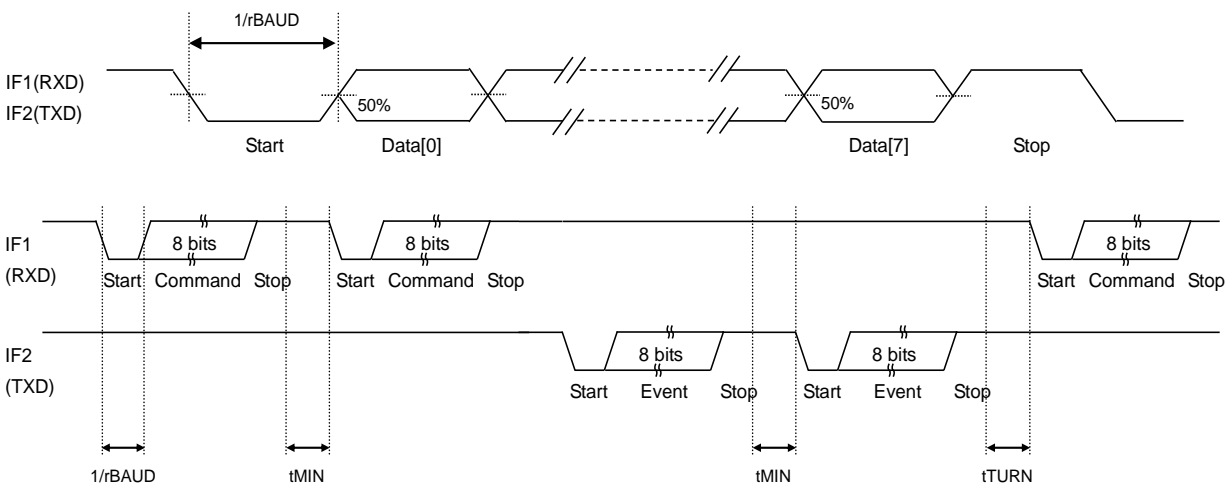 1/rBAUD
IF1(RXD)
IF2(TXD)
50%
50%
Start
Data[0]
Data[7]
Stop
IF1
(RXD)
8 bits
8 bits
8 bits
Start Command Stop
Start Command Stop
Start Command Stop
IF2
(TXD)
8 bits
8 bits
Start Event Stop
Start Event Stop
1/rBAUD
tMIN
tMIN
tTURN